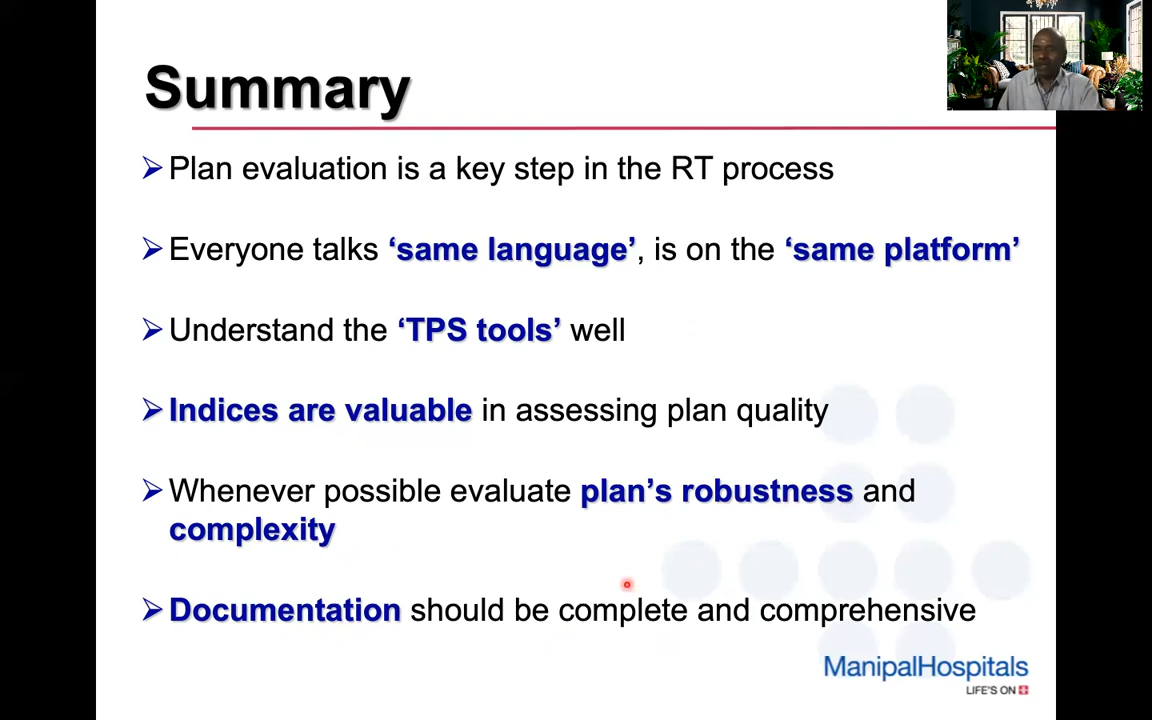 Summary
Plan evaluation is a key step in the RT process
Everyone talks ‘same language’, is on the ‘same platform’
Understand the ‘TPS tools’ well
Indices are valuable in assessing plan quality
Whenever possible evaluate plan’s robustness and
complexity
Documentation should be complete and comprehensive
ManipalHospitals
LIFE'S ON